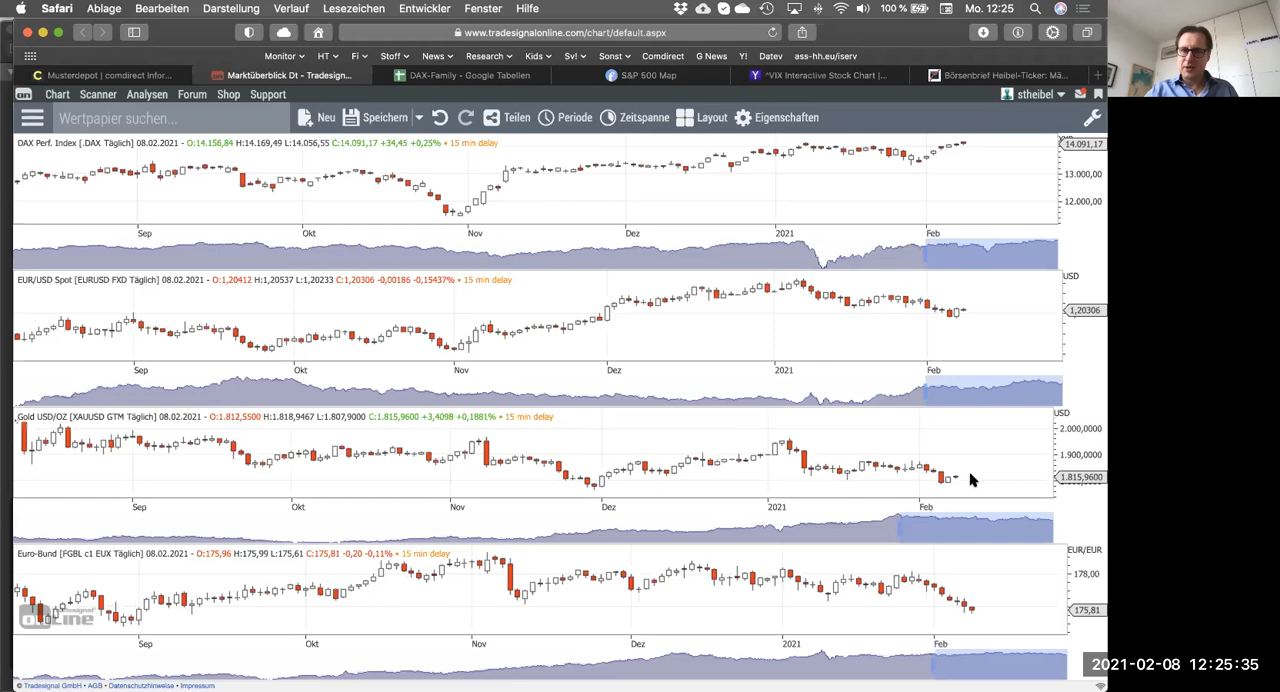 Safari Ablage Bearbeiten Darstellung Verlauf Lesezeichen Entwickler Fenster Hilfe 100 % Mo. 12:25
www.tradesignalonline.com/chart/default.aspx
Monitor HT Fi Staff News Research Kids Sonst Syl Comdirect G News Y! Datev ass-hh.eu/iserv
Musterdepot | comdirect Infor... Marktüberblick Dt - Tradesign... DAX-Family - Google Tabellen S&P 500 Map ^VIX Interactive Stock Chart |... Börsenbrief Heibel-Ticker: Mä...
on Chart Scanner Analysen Forum Shop Support stheibel
Wertpapier suchen... Neu Speichern Teilen Periode Zeitspanne Layout Eigenschaften
DAX Perf. Index [.DAX Täglich] 08.02.2021 - O:14.156,84 H:14.169,49 L:14.056,55 C:14.091,17 +34,45 +0,25% 15 min delay
14.091,17
13.000,00
12.000,00
Sep Okt Nov Dez 2021 Feb
EUR/USD Spot [EURUSD FXD Täglich] 08.02.2021 - O:1,20412 H:1,20537 L:1,20233 C:1,20306 -0,00186 -0,15437% 15 min delay
USD
1,20306
Sep Okt Nov Dez 2021 Feb
Gold USD/OZ [XAUUSD GTM Täglich] 08.02.2021 - O:1.812,5500 H:1.818,9467 L:1.807,9000 C:1.815,9600 +3,4098 +0,1881% 15 min delay
USD
2.000,0000
1.900,0000
1.815,9600
Sep Okt Nov Dez 2021 Feb
Euro-Bund [FGBL c1 EUX Täglich] 08.02.2021 - O:175,96 H:175,99 L:175,61 C:175,81 -0,20 -0,11% 15 min delay
EUR/EUR
178,00
175,81
Tradesignal
onLine
Sep Okt Nov Dez 2021 Feb
2021-02-08 12:25:35
© Tradesignal GmbH • AGB • Datenschutzhinweise • Impressum